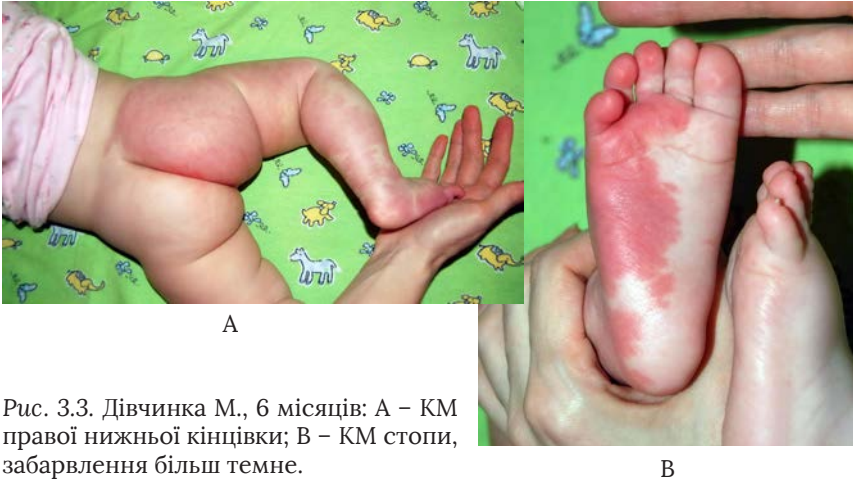 А
Рис. 3.3. Дівчинка М., 6 місяців: А – КМ
правої нижньої кінцівки; В – КМ стопи,
забарвлення більш темне.
В